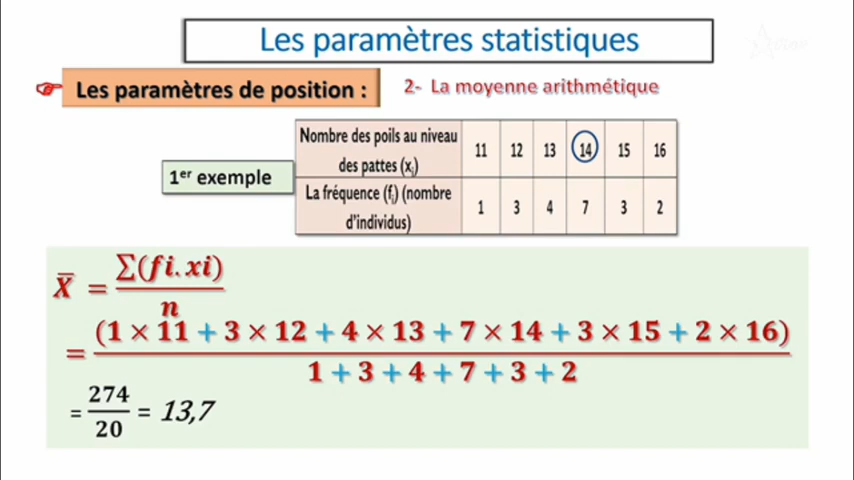 Les paramètres statistiques
Les paramètres de position :
2- La moyenne arithmétique
1er exemple
Nombre des poils au niveau des pattes (xi) 11 12 13 14 15 16
La fréquence (fi) (nombre d'individus) 1 3 4 7 3 2
X̄ = ∑(fi.xi) / n
= (1 × 11 + 3 × 12 + 4 × 13 + 7 × 14 + 3 × 15 + 2 × 16) / 1 + 3 + 4 + 7 + 3 + 2
= 274 / 20 = 13,7